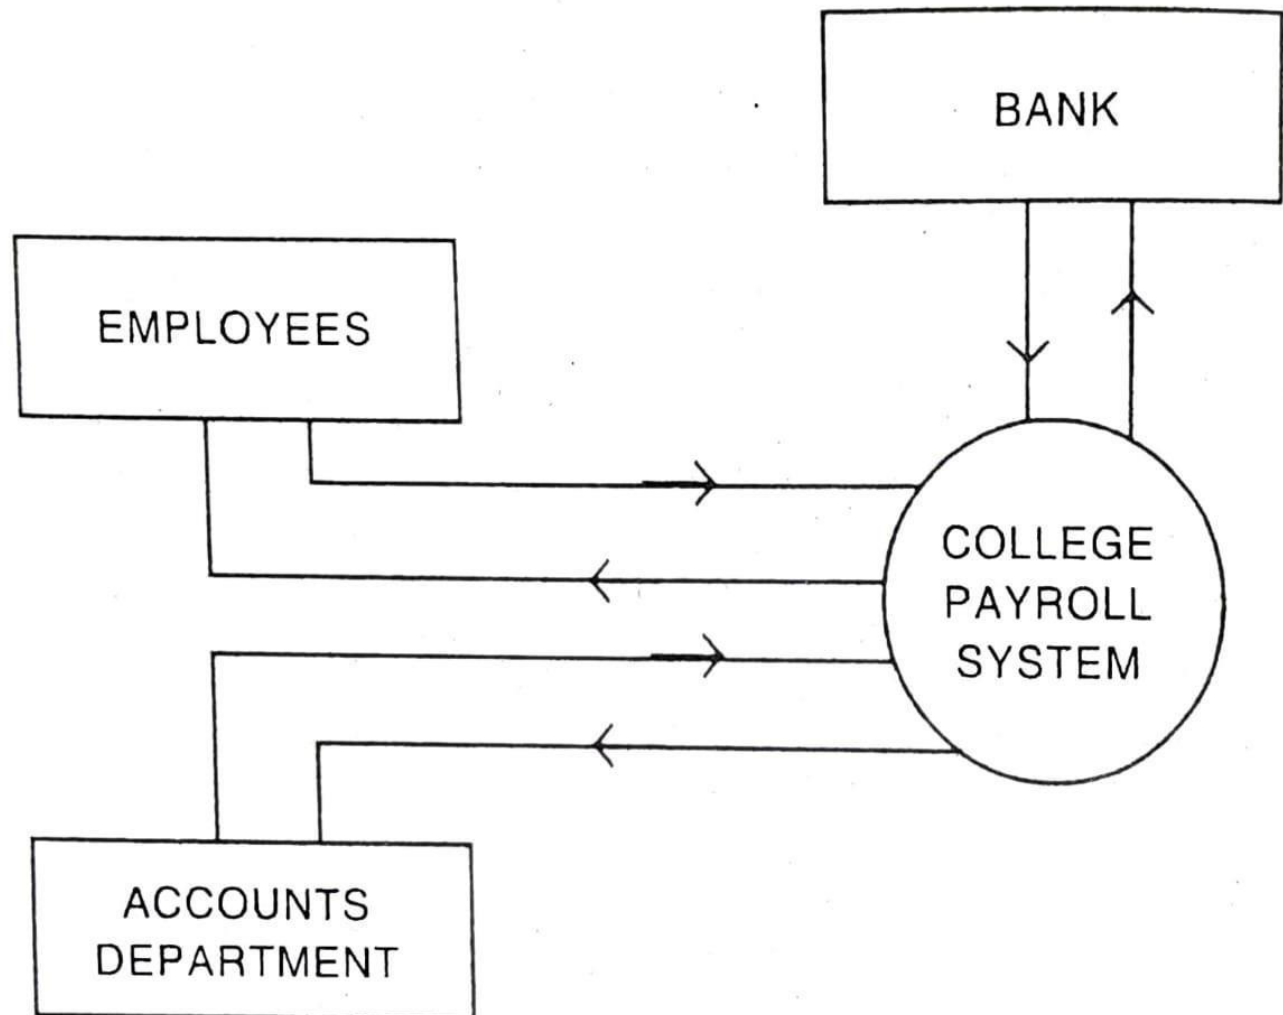 BANK
EMPLOYEES
COLLEGE
PAYROLL
SYSTEM
ACCOUNTS
DEPARTMENT